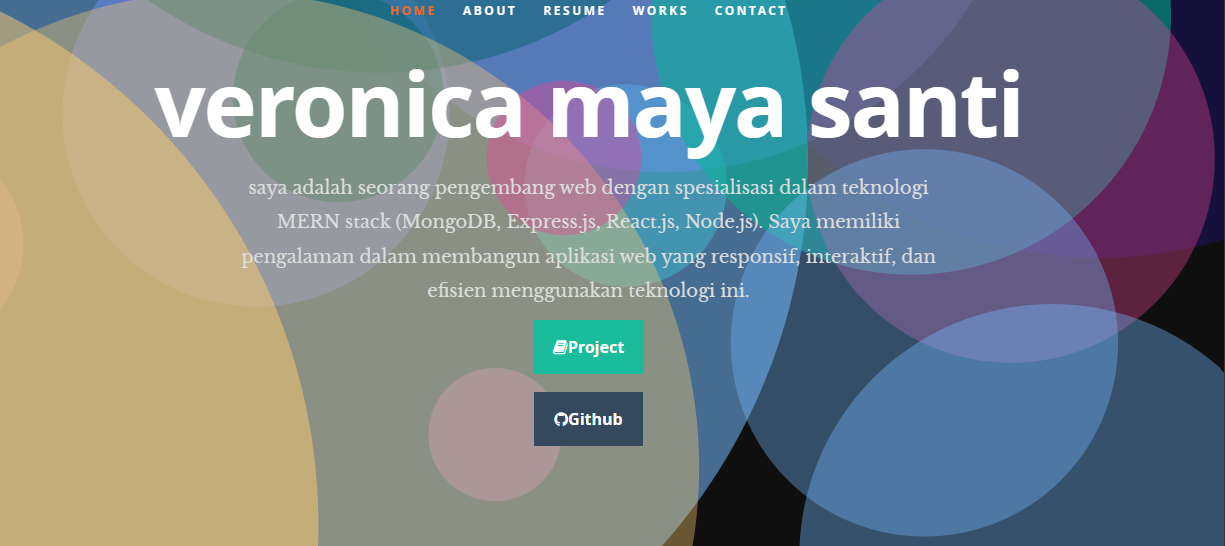 HOME ABOUT RESUME WORKS CONTACT
veronica maya santi
saya adalah seorang pengembang web dengan spesialisasi dalam teknologi
MERN stack (MongoDB, Express.js, React.js, Node.js). Saya memiliki
pengalaman dalam membangun aplikasi web yang responsif, interaktif, dan
efisien menggunakan teknologi ini.
Project
Github